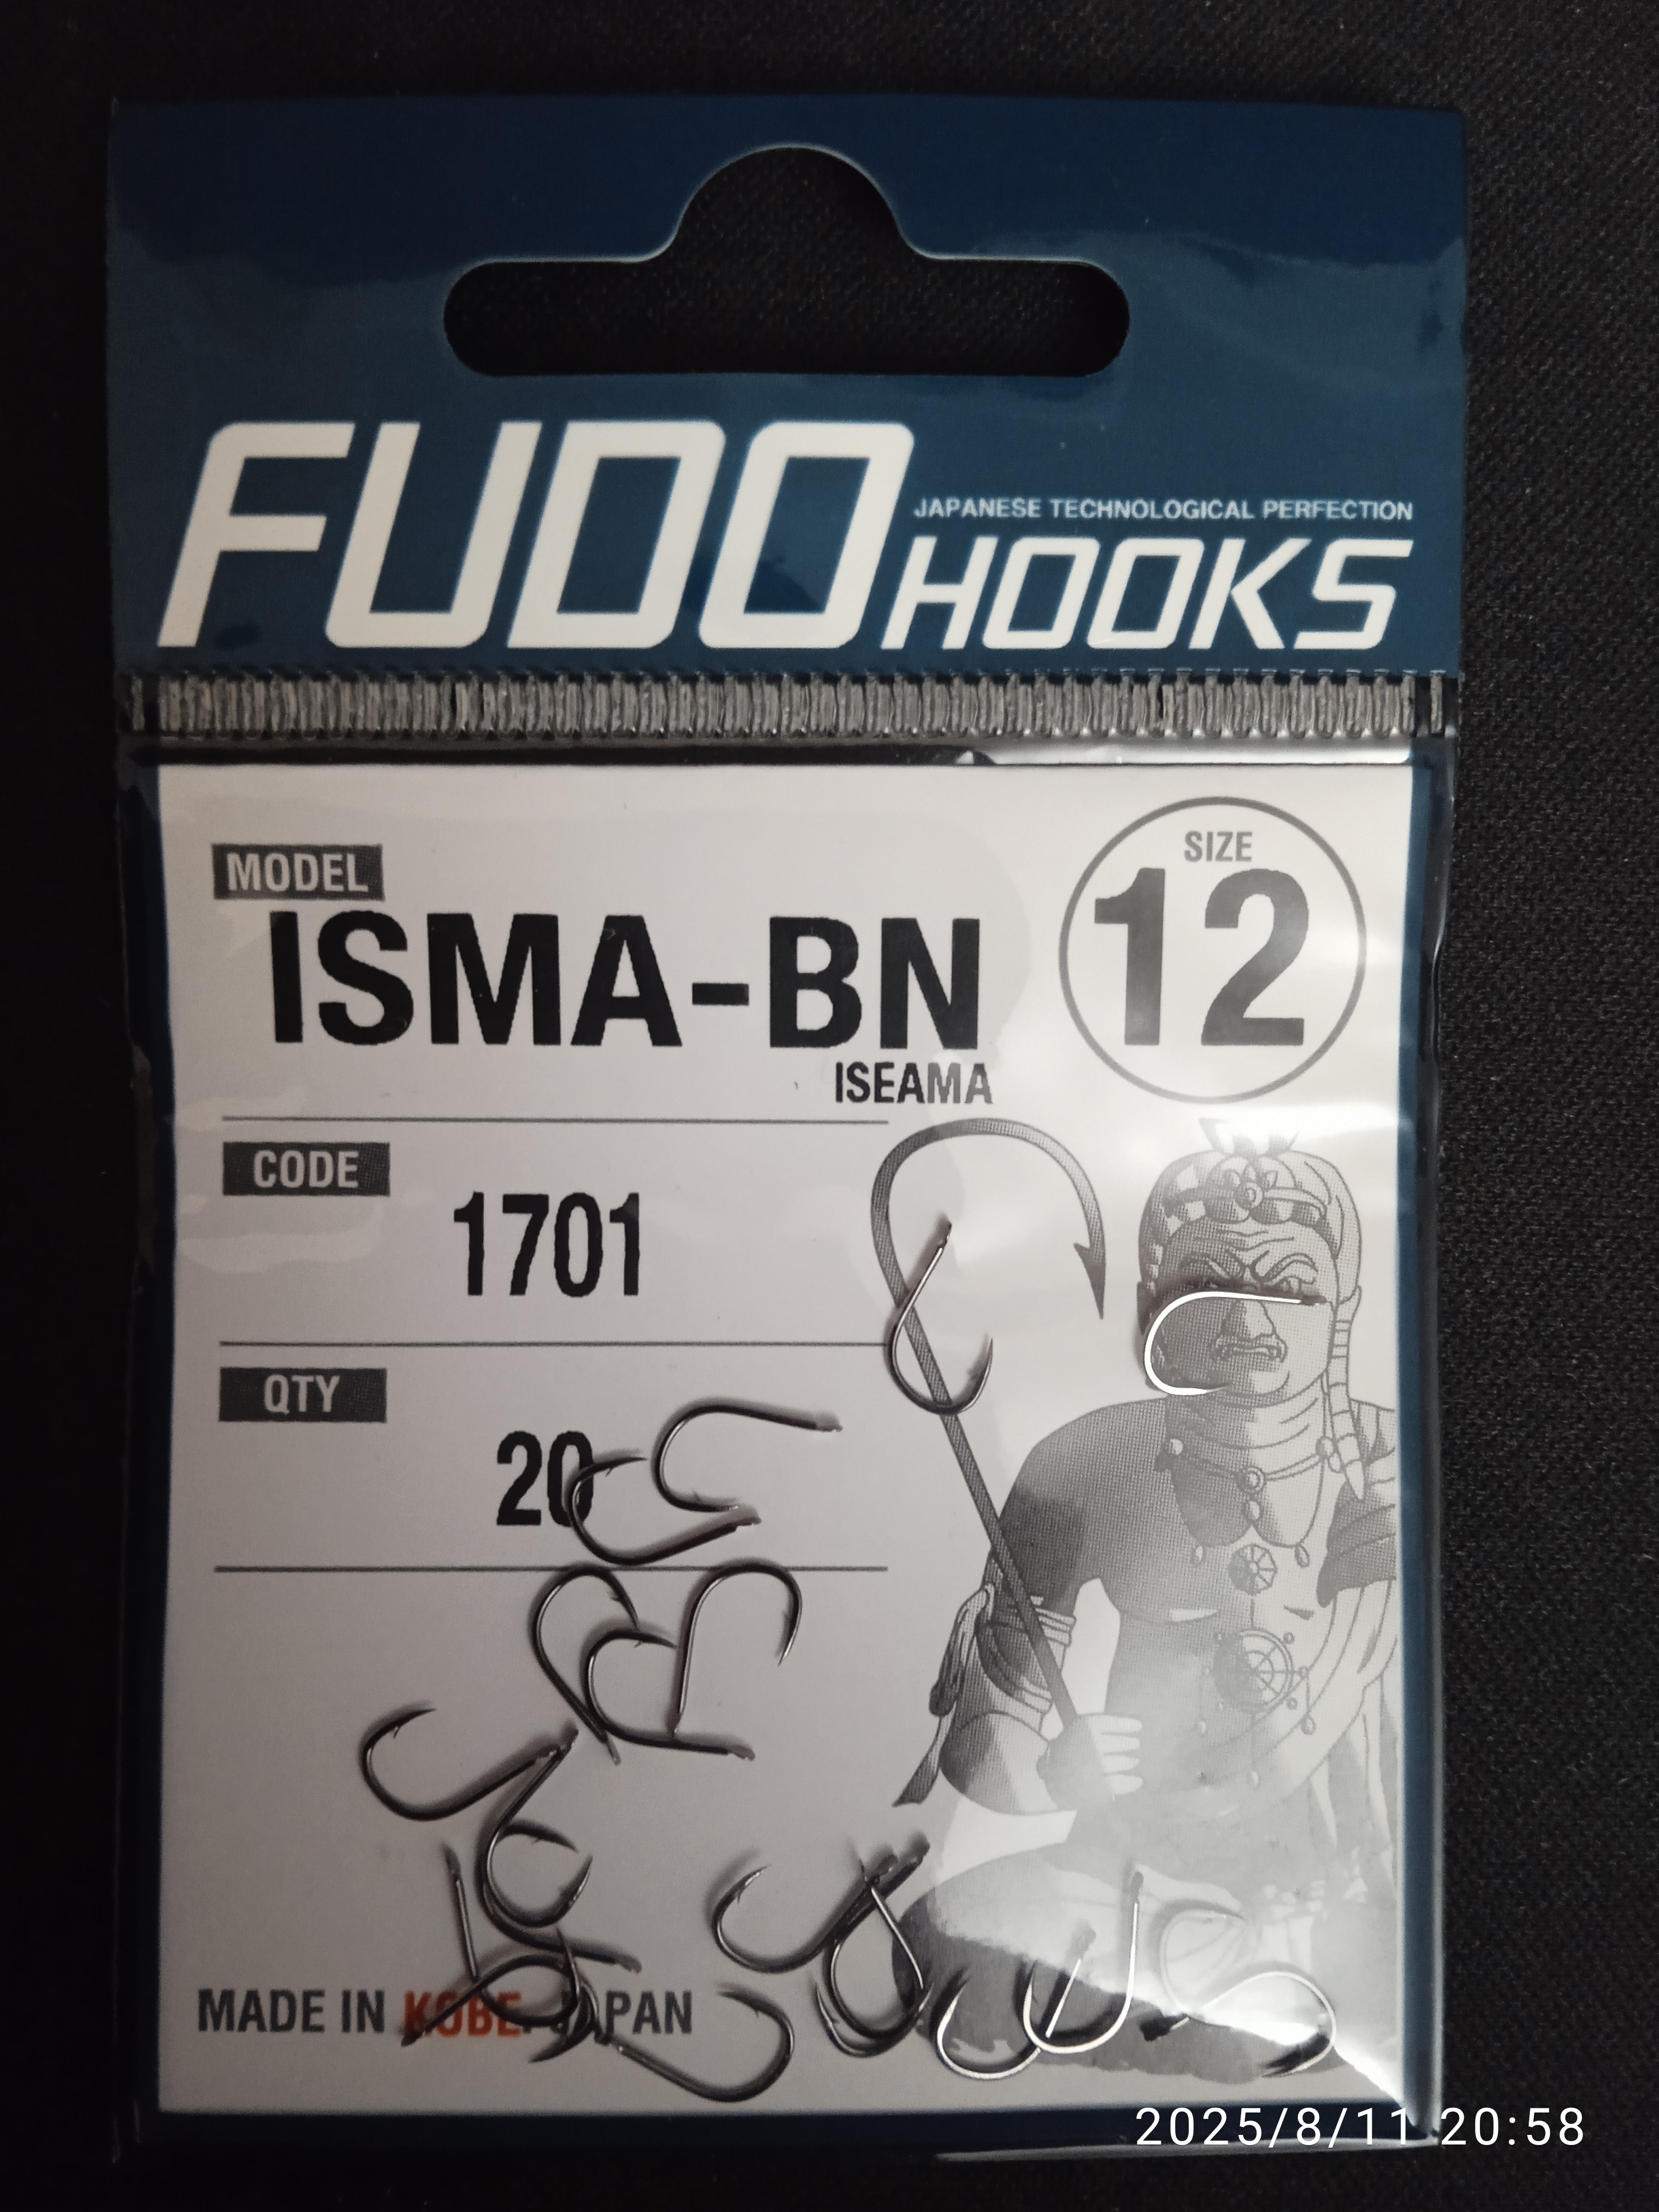 FUDO
JAPANESE TECHNOLOGICAL PERFECTION
HOOKS
MODEL
ISMA-BN
ISEAMA
SIZE
12
CODE
1701
QTY
20
MADE IN KOBE. JAPAN
2025/8/11 20:58